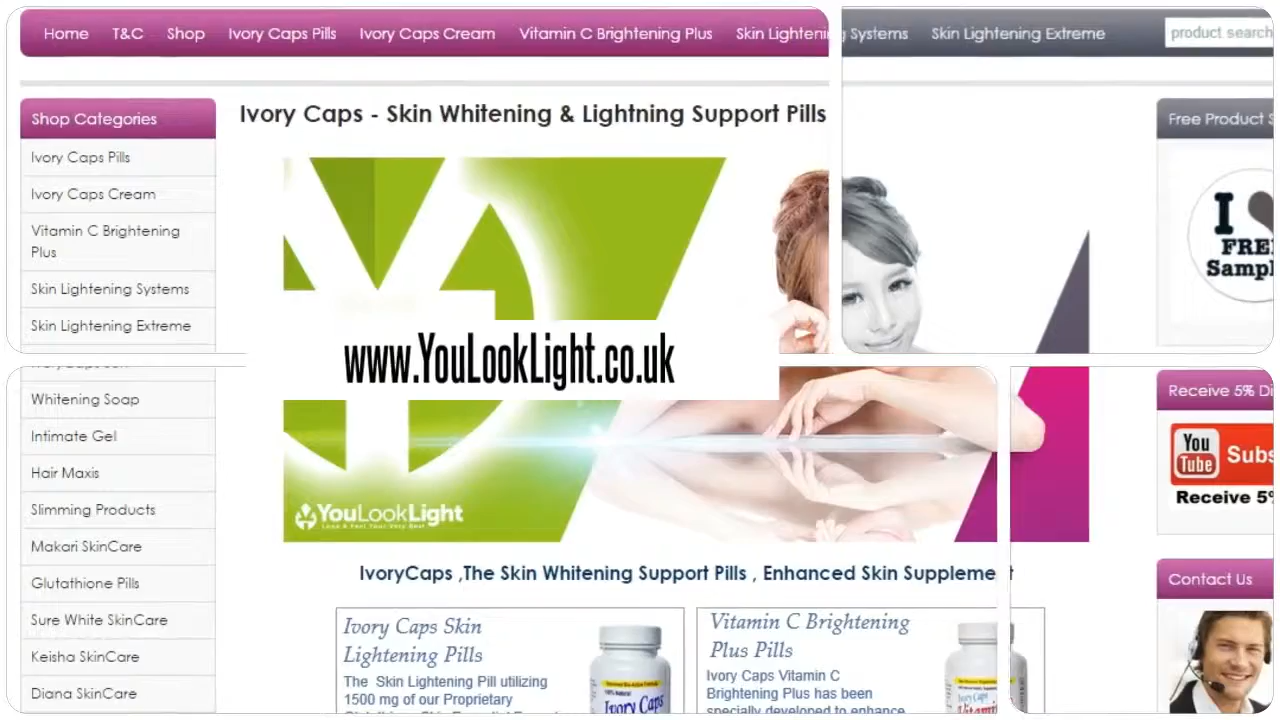 Home T&C Shop Ivory Caps Pills Ivory Caps Cream Vitamin C Brightening Plus Skin Lightening Systems Skin Lightening Extreme product search
Shop Categories
Ivory Caps Pills
Ivory Caps Cream
Vitamin C Brightening
Plus
Skin Lightening Systems
Skin Lightening Extreme
Whitening Soap
Intimate Gel
Hair Maxis
Slimming Products
Makari SkinCare
Glutathione Pills
Sure White SkinCare
Keisha SkinCare
Diana SkinCare
Ivory Caps - Skin Whitening & Lightning Support Pills
www.YouLookLight.co.uk
YouLookLight
Look & Feel Your Very Best
IvoryCaps ,The Skin Whitening Support Pills , Enhanced Skin Suppleme t
Ivory Caps Skin
Lightening Pills
The Skin Lightening Pill utilizing
1500 mg of our Proprietary
Ivory Caps
Vitamin C Brightening
Plus Pills
Ivory Caps Vitamin C
Brightening Plus has been
specially developed to enhance
Free Product S
I
FREE
Sampl
Receive 5% Di
You
Tube
Subs
Receive 5%
Contact Us